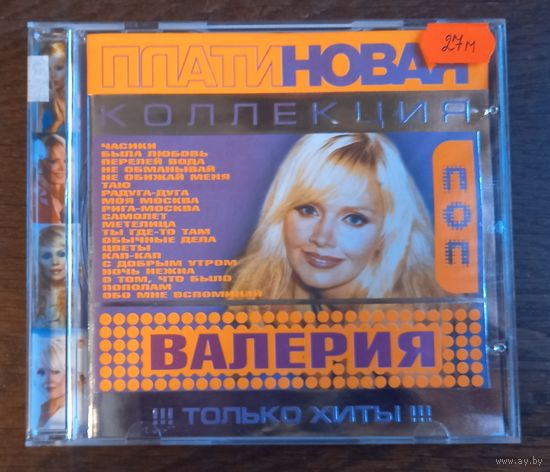 27м
ПЛАТИНОВАЯ
КОЛЛЕКЦИЯ
ЧАСИКИ
БЫЛА ЛЮБОВЬ
ПЕРЕЛЕЙ ВОДА
НЕ ОБМАНЫВАЙ
НЕ ОБИЖАЙ МЕНЯ
ТАЮ
РАДУГА-ДУГА
МОЯ МОСКВА
РИГА-МОСКВА
САМОЛЕТ
МЕТЕЛИЦА
ТЫ ГДЕ-ТО ТАМ
ОБЫЧНЫЕ ДЕЛА
ЦВЕТЫ
КАП-КАП
С ДОБРЫМ УТРОМ
НОЧЬ НЕЖНА
О ТОМ, ЧТО БЫЛО
ПОПОЛАМ
ОБО МНЕ ВСПОМИНАЙ
ПОП
ВАЛЕРИЯ
!!! ТОЛЬКО ХИТЫ !!!
www.ay.by